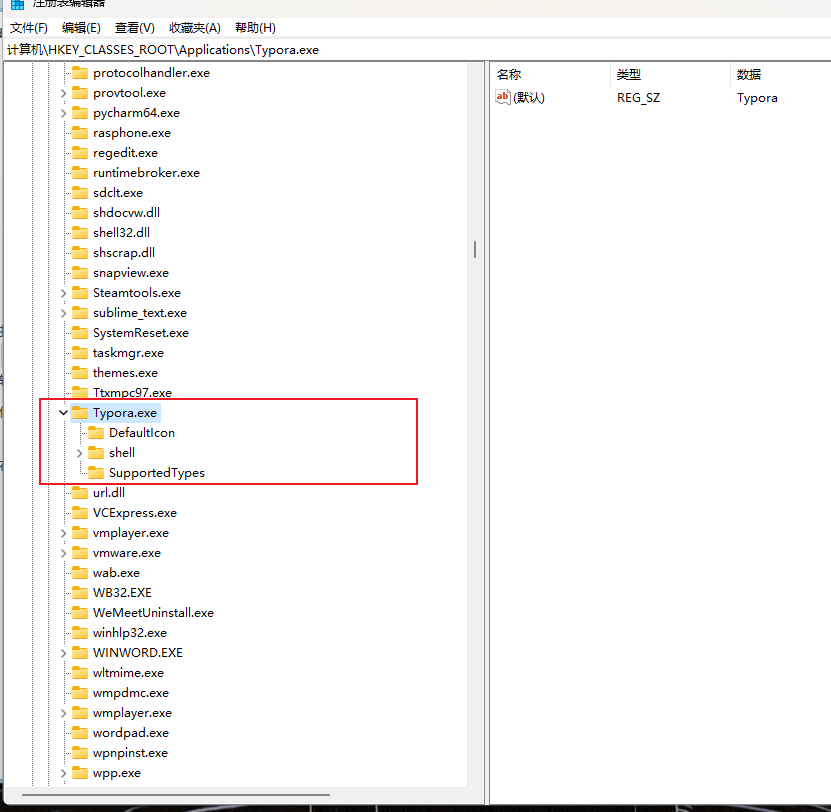 注册表编辑器
文件(F) 编辑(E) 查看(V) 收藏夹(A) 帮助(H)
计算机\HKEY_CLASSES_ROOT\Applications\Typora.exe
protocolhandler.exe
provtool.exe
pycharm64.exe
rasphone.exe
regedit.exe
runtimebroker.exe
sdclt.exe
shdocvw.dll
shell32.dll
shscrap.dll
snapview.exe
Steamtools.exe
sublime_text.exe
SystemReset.exe
taskmgr.exe
themes.exe
Ttxmpc97.exe
Typora.exe
DefaultIcon
shell
SupportedTypes
url.dll
VCExpress.exe
vmplayer.exe
vmware.exe
wab.exe
WB32.EXE
WeMeetUninstall.exe
winhlp32.exe
WINWORD.EXE
wltmime.exe
wmpdmc.exe
wmplayer.exe
wordpad.exe
wpnpinst.exe
wpp.exe
名称 类型 数据
ab (默认) REG_SZ Typora